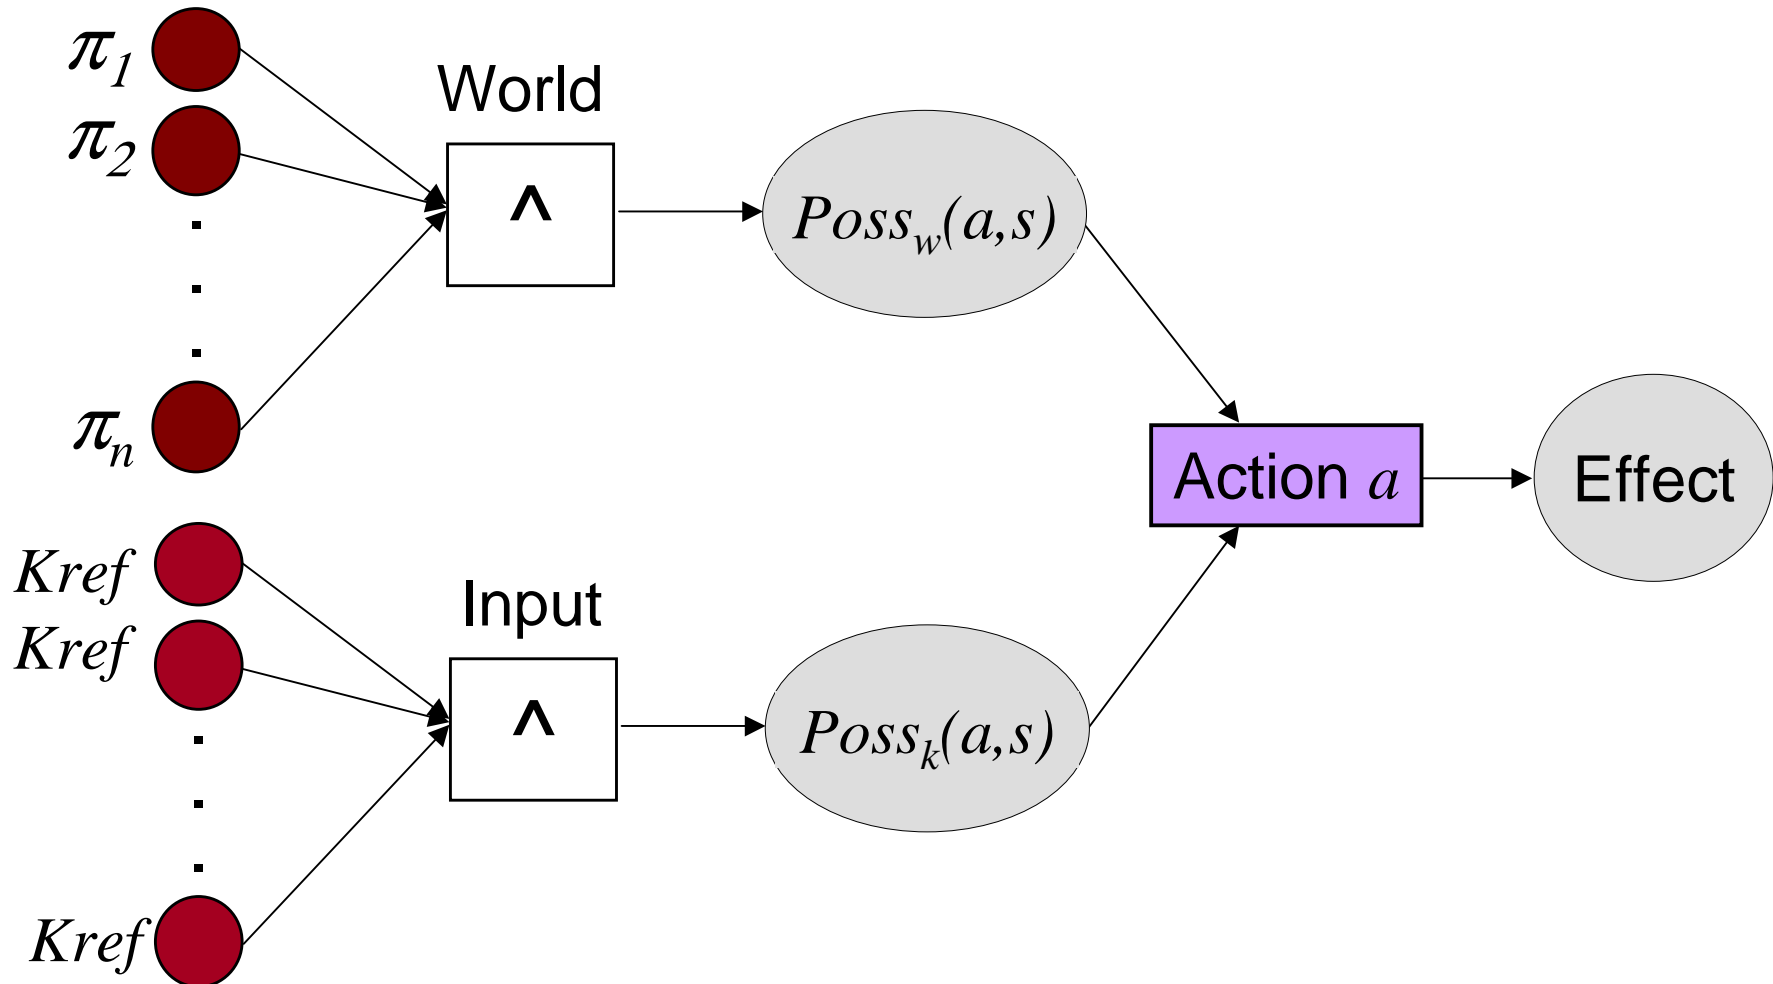 π1
World
π2
^
Possw(a,s)
πn
Action a
Effect
Kref
Input
Kref
^
Possk(a,s)
Kref